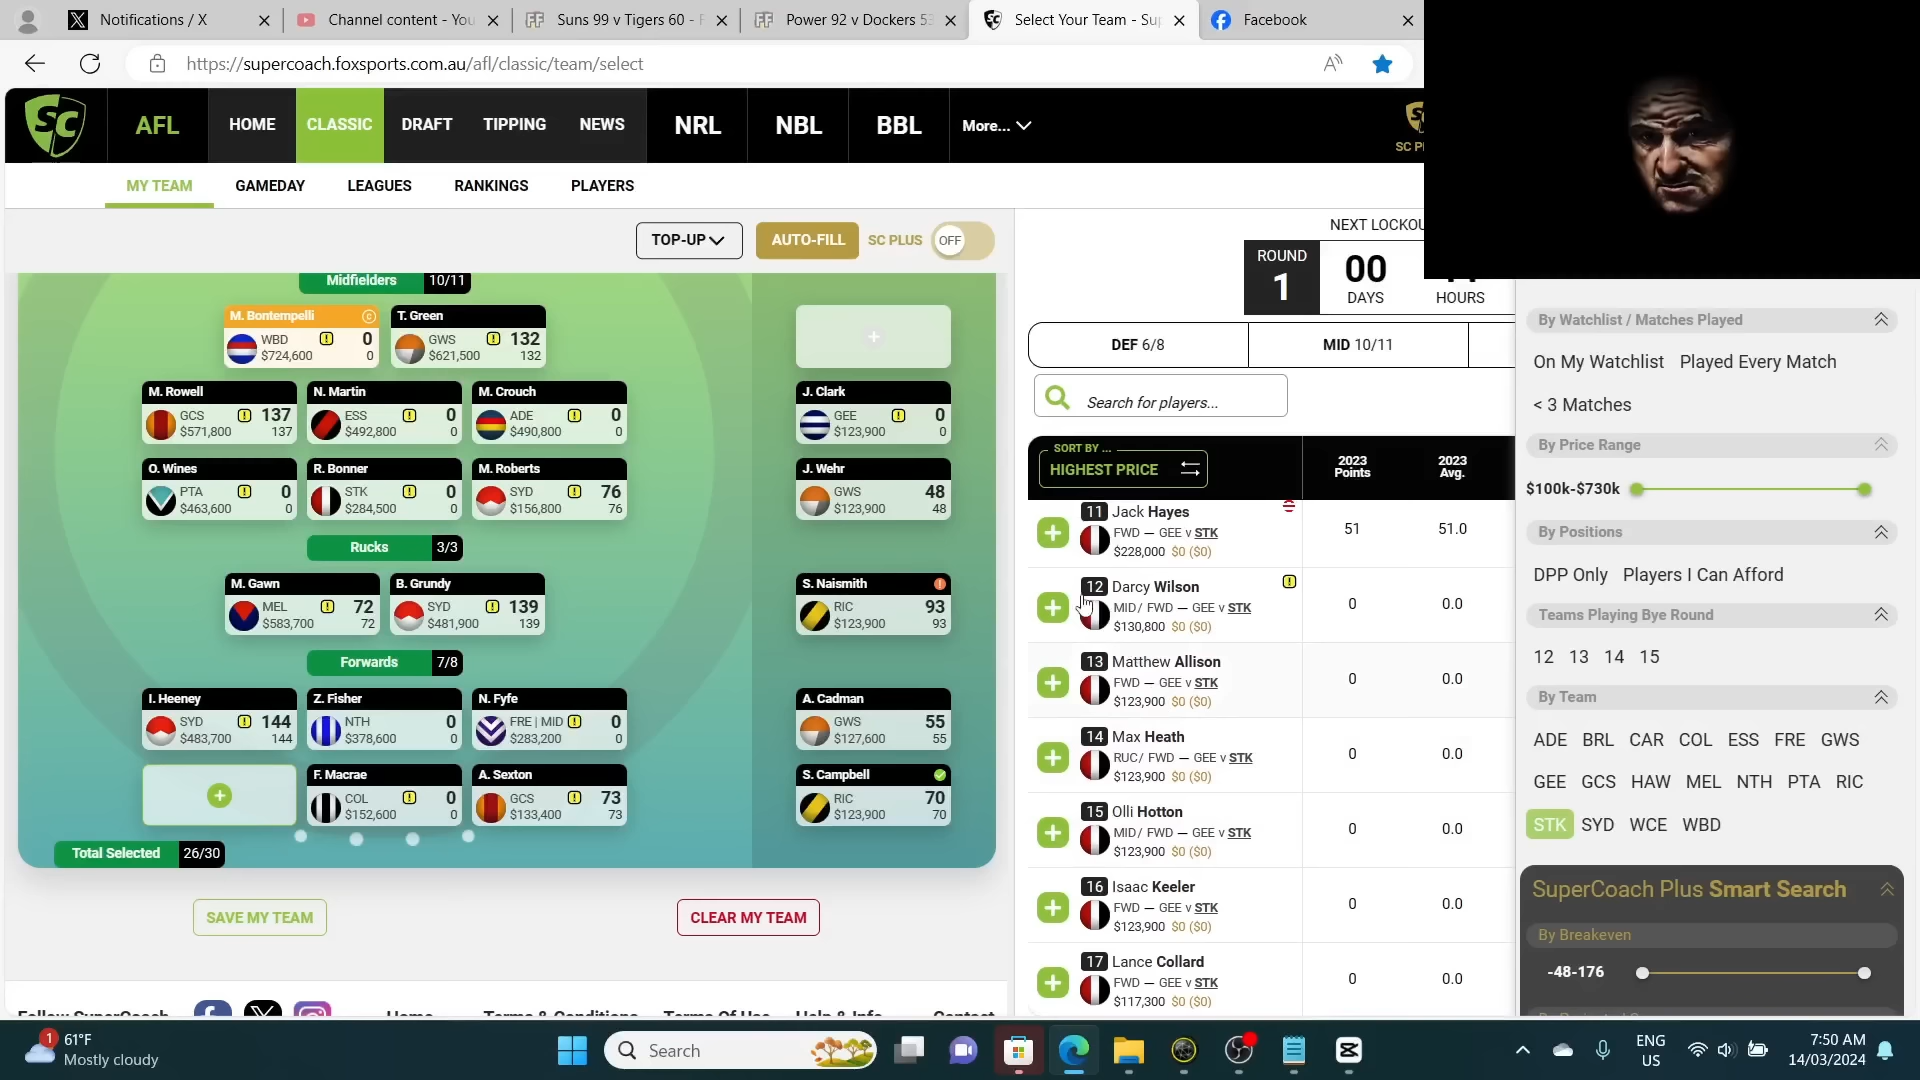 Notifications / X
Channel content - You
Suns 99 v Tigers 60 - F
Power 92 v Dockers 53
Select Your Team - Sup
Facebook
https://supercoach.foxsports.com.au/afl/classic/team/select
SC
AFL
HOME
CLASSIC
DRAFT
TIPPING
NEWS
NRL
NBL
BBL
More...
SC PL
MY TEAM
GAMEDAY
LEAGUES
RANKINGS
PLAYERS
TOP-UP
AUTO-FILL
SC PLUS
OFF
Midfielders 10/11
M. Bontempelli
WBD 0
$724,600 0
T. Green
GWS 132
$621,500 132
M. Rowell
GCS 137
$571,800 137
N. Martin
ESS 0
$492,800 0
M. Crouch
ADE 0
$490,800 0
J. Clark
GEE 0
$123,900 0
O. Wines
PTA 0
$463,600 0
R. Bonner
STK 0
$284,500 0
M. Roberts
SYD 76
$156,800 76
J. Wehr
GWS 48
$123,900 48
Rucks 3/3
M. Gawn
MEL 72
$583,700 72
B. Grundy
SYD 139
$481,900 139
S. Naismith
RIC 93
$123,900 93
Forwards 7/8
I. Heeney
SYD 144
$483,700 144
Z. Fisher
NTH 0
$378,600 0
N. Fyfe
FRE | MID 0
$283,200 0
A. Cadman
GWS 55
$127,600 55
F. Macrae
COL 0
$152,600 0
A. Sexton
GCS 73
$133,400 73
S. Campbell
RIC 70
$123,900 70
Total Selected 26/30
SAVE MY TEAM
CLEAR MY TEAM
NEXT LOCKOU
ROUND
1
00
DAYS
HOURS
DEF 6/8
MID 10/11
Search for players...
SORT BY ...
HIGHEST PRICE
2023
Points
2023
Avg.
11 Jack Hayes
FWD — GEE v STK
$228,000 $0 ($0)
51 51.0
12 Darcy Wilson
MID/ FWD — GEE v STK
$130,800 $0 ($0)
0 0.0
13 Matthew Allison
FWD — GEE v STK
$123,900 $0 ($0)
0 0.0
14 Max Heath
RUC/ FWD — GEE v STK
$123,900 $0 ($0)
0 0.0
15 Olli Hotton
MID/ FWD — GEE v STK
$123,900 $0 ($0)
0 0.0
16 Isaac Keeler
FWD — GEE v STK
$123,900 $0 ($0)
0 0.0
17 Lance Collard
FWD — GEE v STK
$117,300 $0 ($0)
0 0.0
By Watchlist / Matches Played
On My Watchlist Played Every Match
< 3 Matches
By Price Range
$100k-$730k
By Positions
DPP Only Players I Can Afford
Teams Playing Bye Round
12 13 14 15
By Team
ADE BRL CAR COL ESS FRE GWS
GEE GCS HAW MEL NTH PTA RIC
STK SYD WCE WBD
SuperCoach Plus Smart Search
By Breakeven
-48-176
Follow SuperCoach
Home
Terms & Conditions
Terms Of Use
Help & Info
Contact
1
61°F
Mostly cloudy
Search
ENG
US
7:50 AM
14/03/2024